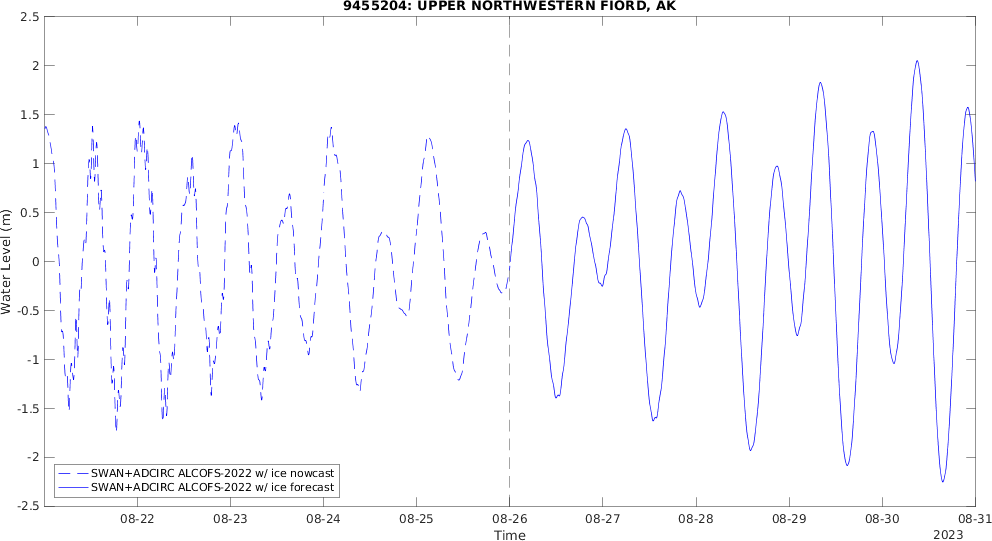 9455204: UPPER NORTHWESTERN FIORD, AK
2.5
2
1.5
1
0.5
0
-0.5
-1
-1.5
-2
-2.5
Water Level (m)
SWAN+ADCIRC ALCOFS-2022 w/ ice nowcast
SWAN+ADCIRC ALCOFS-2022 w/ ice forecast
08-22 08-23 08-24 08-25 08-26 08-27 08-28 08-29 08-30 08-31
Time
2023